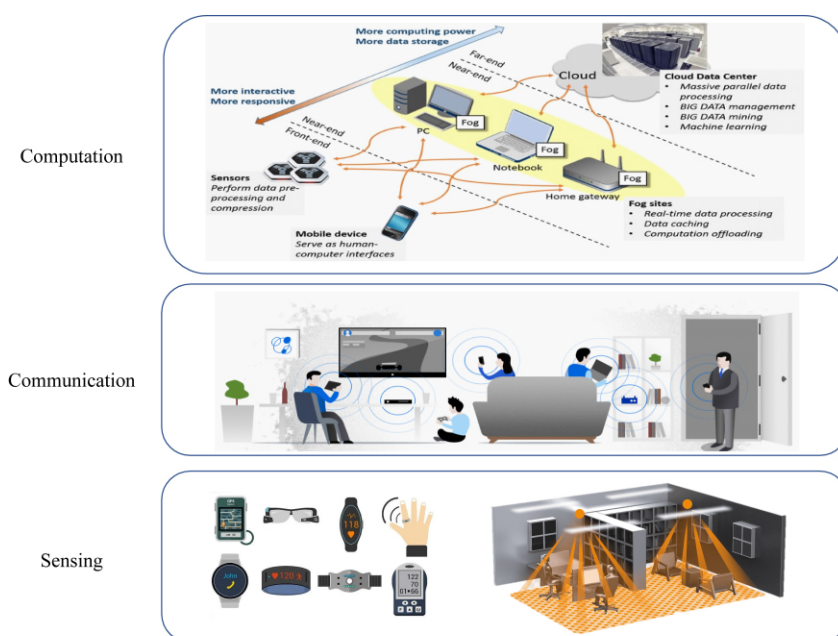 Computation
More computing power
More data storage
More interactive
More responsive
Far-end
Near-end
Near-end
Front-end
Cloud
Cloud Data Center
• Massive parallel data
processing
• BIG DATA management
• BIG DATA mining
• Machine learning
Fog
PC
Fog
Notebook
Fog
Home gateway
Sensors
Perform data pre-
processing and
compression
Mobile device
Serve as human-
computer interfaces
Fog sites
• Real-time data processing
• Data caching
• Computation offloading
Communication
Sensing
118
John
120
122
70